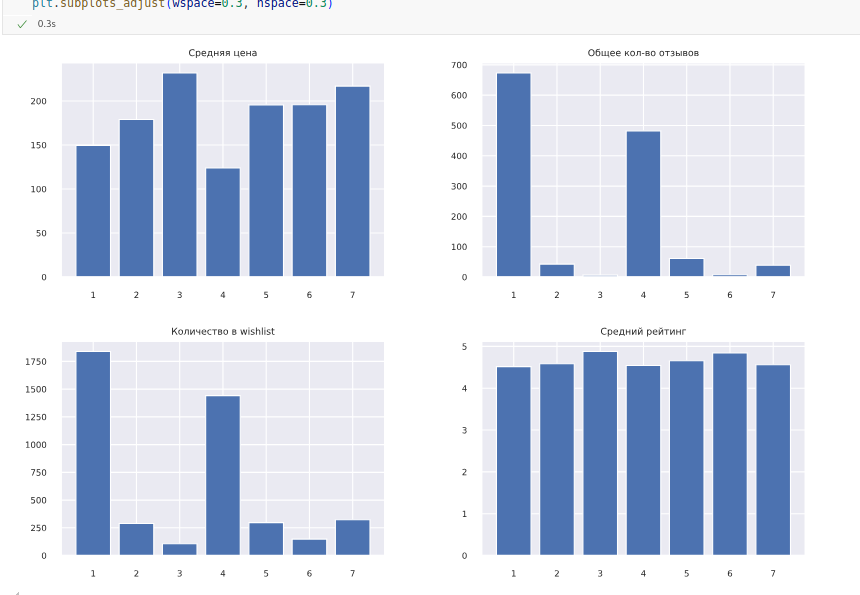 plt.subplots_adjust(wspace=0.3, hspace=0.3)
0.3s
Средняя цена
200
150
100
50
0
1 2 3 4 5 6 7
Общее кол-во отзывов
700
600
500
400
300
200
100
0
1 2 3 4 5 6 7
Количество в wishlist
1750
1500
1250
1000
750
500
250
0
1 2 3 4 5 6 7
Средний рейтинг
5
4
3
2
1
0
1 2 3 4 5 6 7